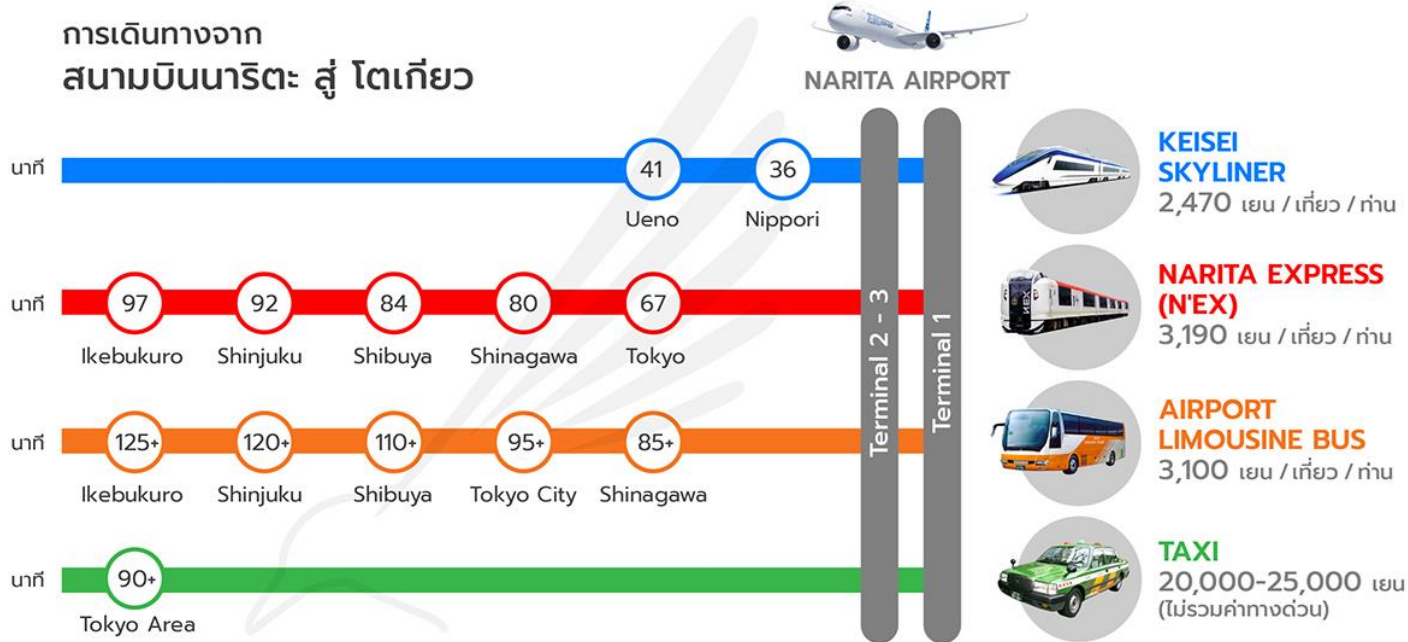 การเดินทางจาก
สนามบินนาริตะ สู่ โตเกียว
NARITA AIRPORT
นาที
41
36
Ueno
Nippori
KEISEI
SKYLINER
2,470 เยน / เที่ยว / ท่าน
นาที
97
92
84
80
67
Ikebukuro
Shinjuku
Shibuya
Shinagawa
Tokyo
NARITA EXPRESS
(N'EX)
3,190 เยน / เที่ยว / ท่าน
นาที
125+
120+
110+
95+
85+
Ikebukuro
Shinjuku
Shibuya
Tokyo City
Shinagawa
AIRPORT
LIMOUSINE BUS
3,100 เยน / เที่ยว / ท่าน
นาที
90+
Tokyo Area
TAXI
20,000-25,000 เยน
(ไม่รวมค่าทางด่วน)
Terminal 2 - 3
Terminal 1